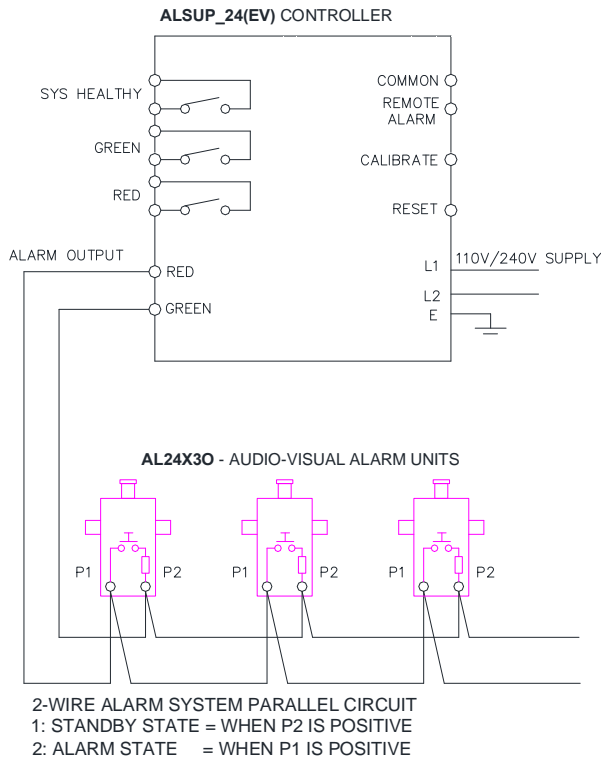 ALSUP_24(EV) CONTROLLER
SYS HEALTHY
GREEN
RED
COMMON
REMOTE
ALARM
CALIBRATE
RESET
ALARM OUTPUT
RED
GREEN
L1
110V/240V SUPPLY
L2
E
AL24X3O - AUDIO-VISUAL ALARM UNITS
P1 P2 P1 P2 P1 P2
2-WIRE ALARM SYSTEM PARALLEL CIRCUIT
1: STANDBY STATE = WHEN P2 IS POSITIVE
2: ALARM STATE = WHEN P1 IS POSITIVE